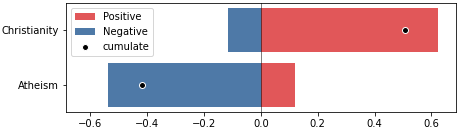 Christianity
Atheism
Positive
Negative
cumulate
−0.6 −0.4 −0.2 0.0 0.2 0.4 0.6